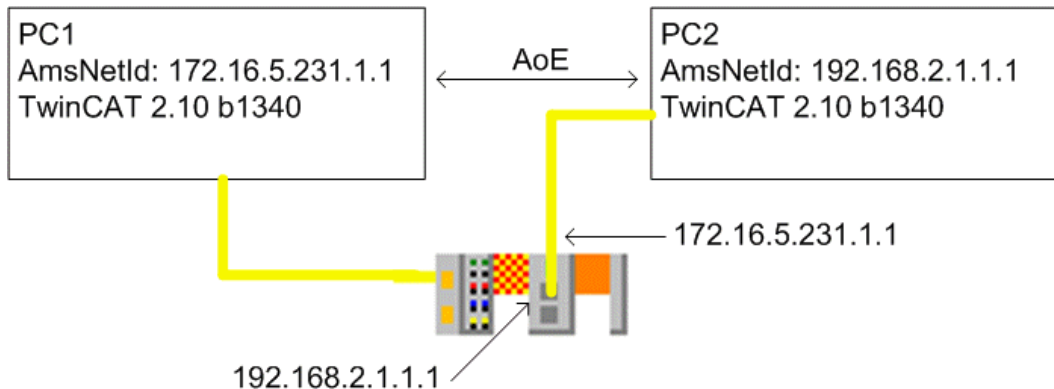 PC1
AmsNetId: 172.16.5.231.1.1
TwinCAT 2.10 b1340
AoE
PC2
AmsNetId: 192.168.2.1.1.1
TwinCAT 2.10 b1340
172.16.5.231.1.1
192.168.2.1.1.1